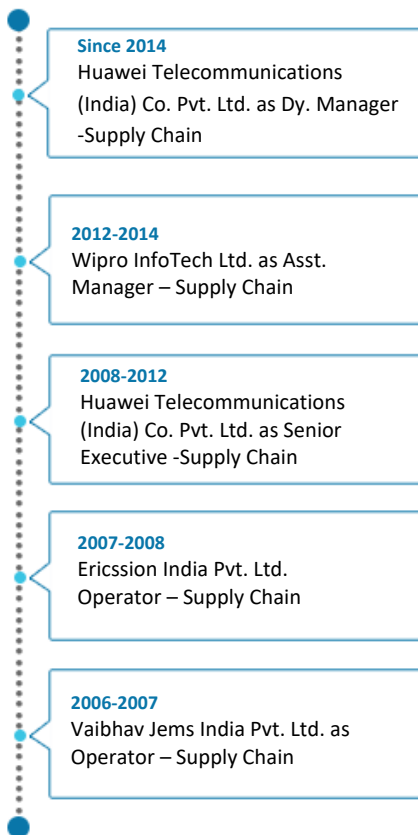 Since 2014
Huawei Telecommunications
(India) Co. Pvt. Ltd. as Dy. Manager
-Supply Chain
2012-2014
Wipro InfoTech Ltd. as Asst.
Manager – Supply Chain
2008-2012
Huawei Telecommunications
(India) Co. Pvt. Ltd. as Senior
Executive -Supply Chain
2007-2008
Ericssion India Pvt. Ltd.
Operator – Supply Chain
2006-2007
Vaibhav Jems India Pvt. Ltd. as
Operator – Supply Chain